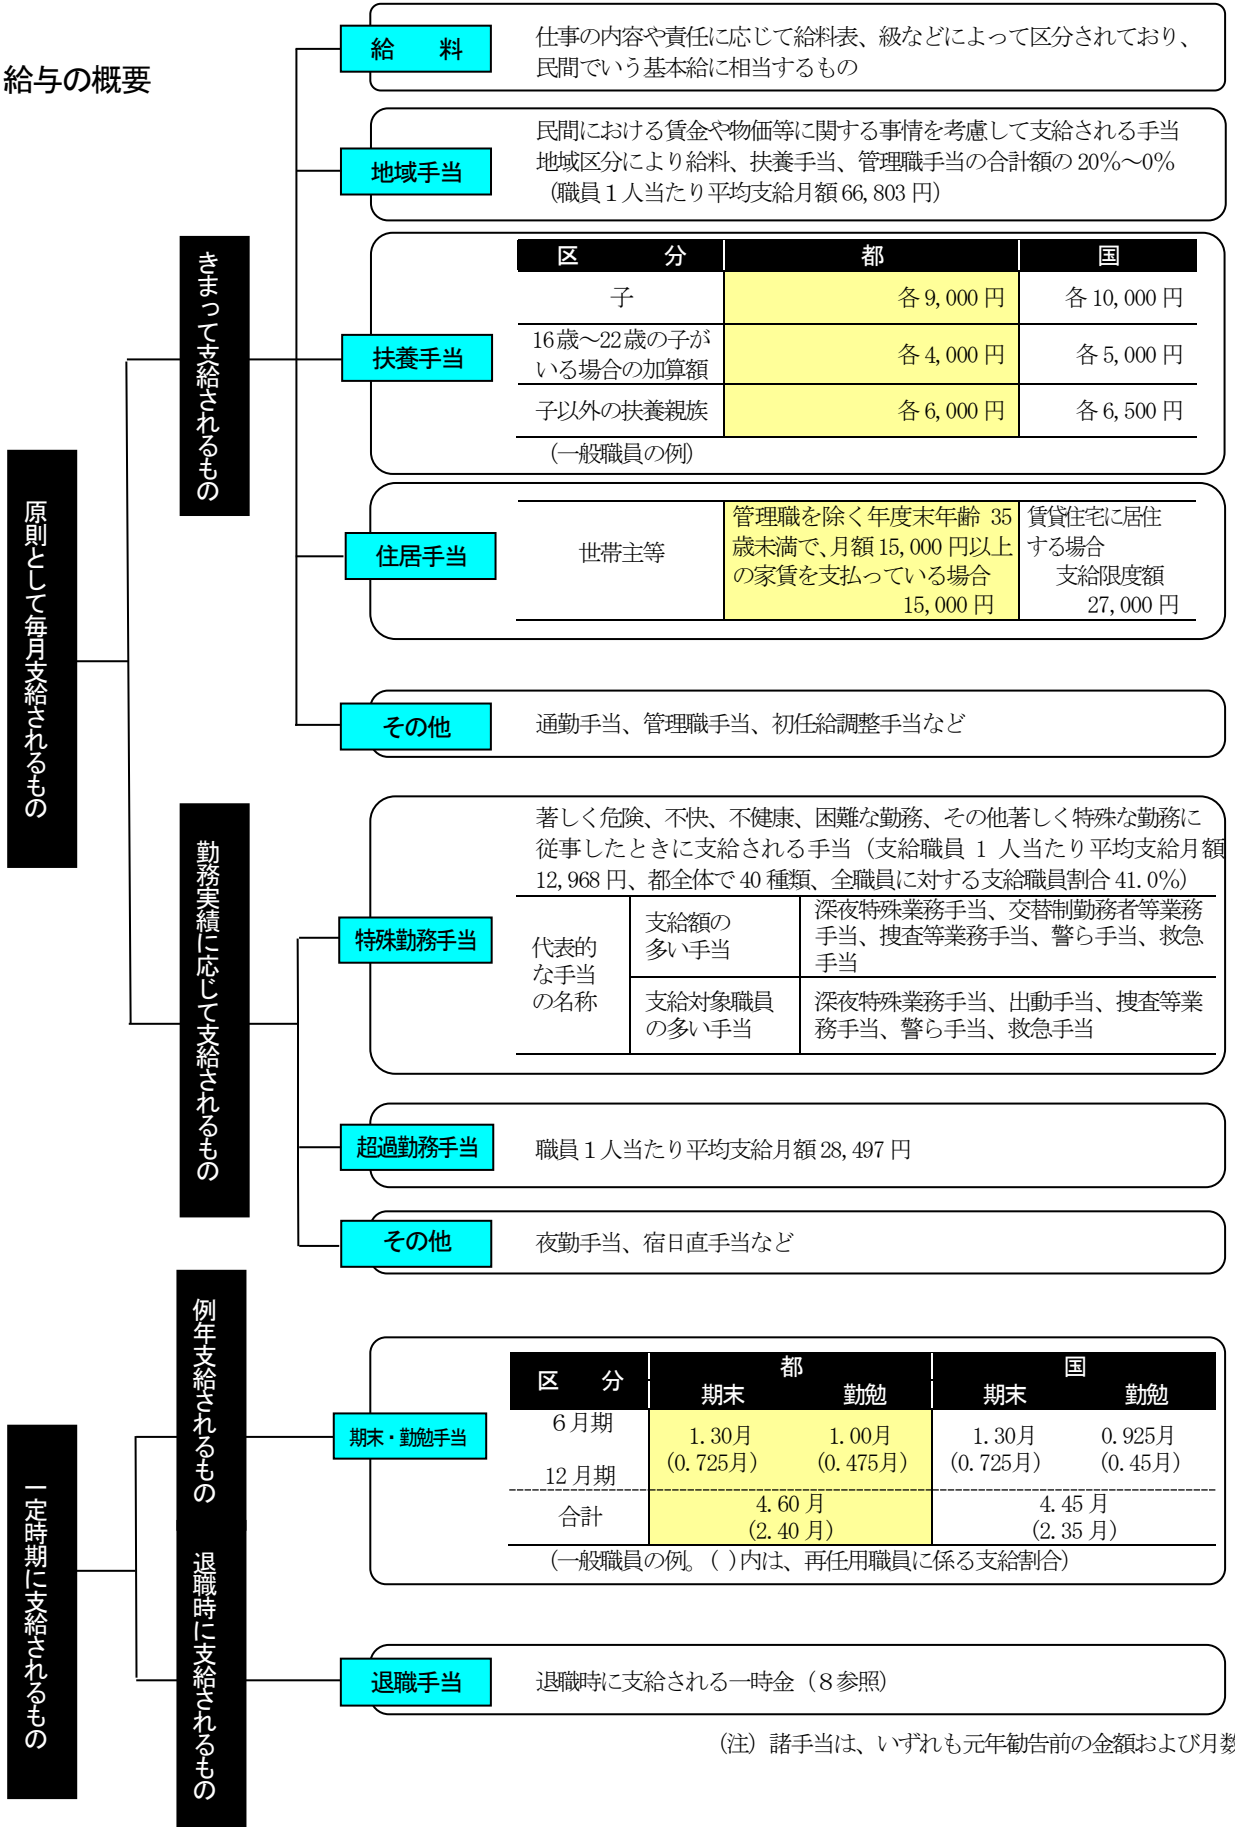 給与の概要
原則として毎月支給されるもの
きまって支給されるもの
給　料
仕事の内容や責任に応じて給料表、級などによって区分されており、
民間でいう基本給に相当するもの
地域手当
民間における賃金や物価等に関する事情を考慮して支給される手当
地域区分により給料、扶養手当、管理職手当の合計額の20%～0%
（職員１人当たり平均支給月額66,803円）
扶養手当
区　分　都　国
子　各9,000円　各10,000円
16歳～22歳の子が
いる場合の加算額　各4,000円　各5,000円
子以外の扶養親族　各6,000円　各6,500円
（一般職員の例）
住居手当
世帯主等
管理職を除く年度末年齢 35
歳未満で、月額15,000円以上
の家賃を支払っている場合
15,000円
賃貸住宅に居住
する場合
支給限度額
27,000円
その他
通勤手当、管理職手当、初任給調整手当など
勤務実績に応じて支給されるもの
特殊勤務手当
著しく危険、不快、不健康、困難な勤務、その他著しく特殊な勤務に
従事したときに支給される手当（支給職員 1 人当たり平均支給月額
12,968円、都全体で40種類、全職員に対する支給職員割合41.0%）
代表的
な手当
の名称
支給額の
多い手当
深夜特殊業務手当、交替制勤務者等業務
手当、捜査等業務手当、警ら手当、救急
手当
支給対象職員
の多い手当
深夜特殊業務手当、出動手当、捜査等業
務手当、警ら手当、救急手当
超過勤務手当
職員１人当たり平均支給月額28,497円
その他
夜勤手当、宿日直手当など
一定時期に支給されるもの
例年支給されるもの
期末・勤勉手当
区　分　都　国
期末　勤勉　期末　勤勉
６月期
12月期
1.30月　1.00月　1.30月　0.925月
(0.725月)　(0.475月)　(0.725月)　(0.45月)
合計
4.60月　4.45月
(2.40月)　(2.35月)
（一般職員の例。( )内は、再任用職員に係る支給割合）
退職時に支給されるもの
退職手当
退職時に支給される一時金（８参照）
（注）諸手当は、いずれも元年勧告前の金額および月数